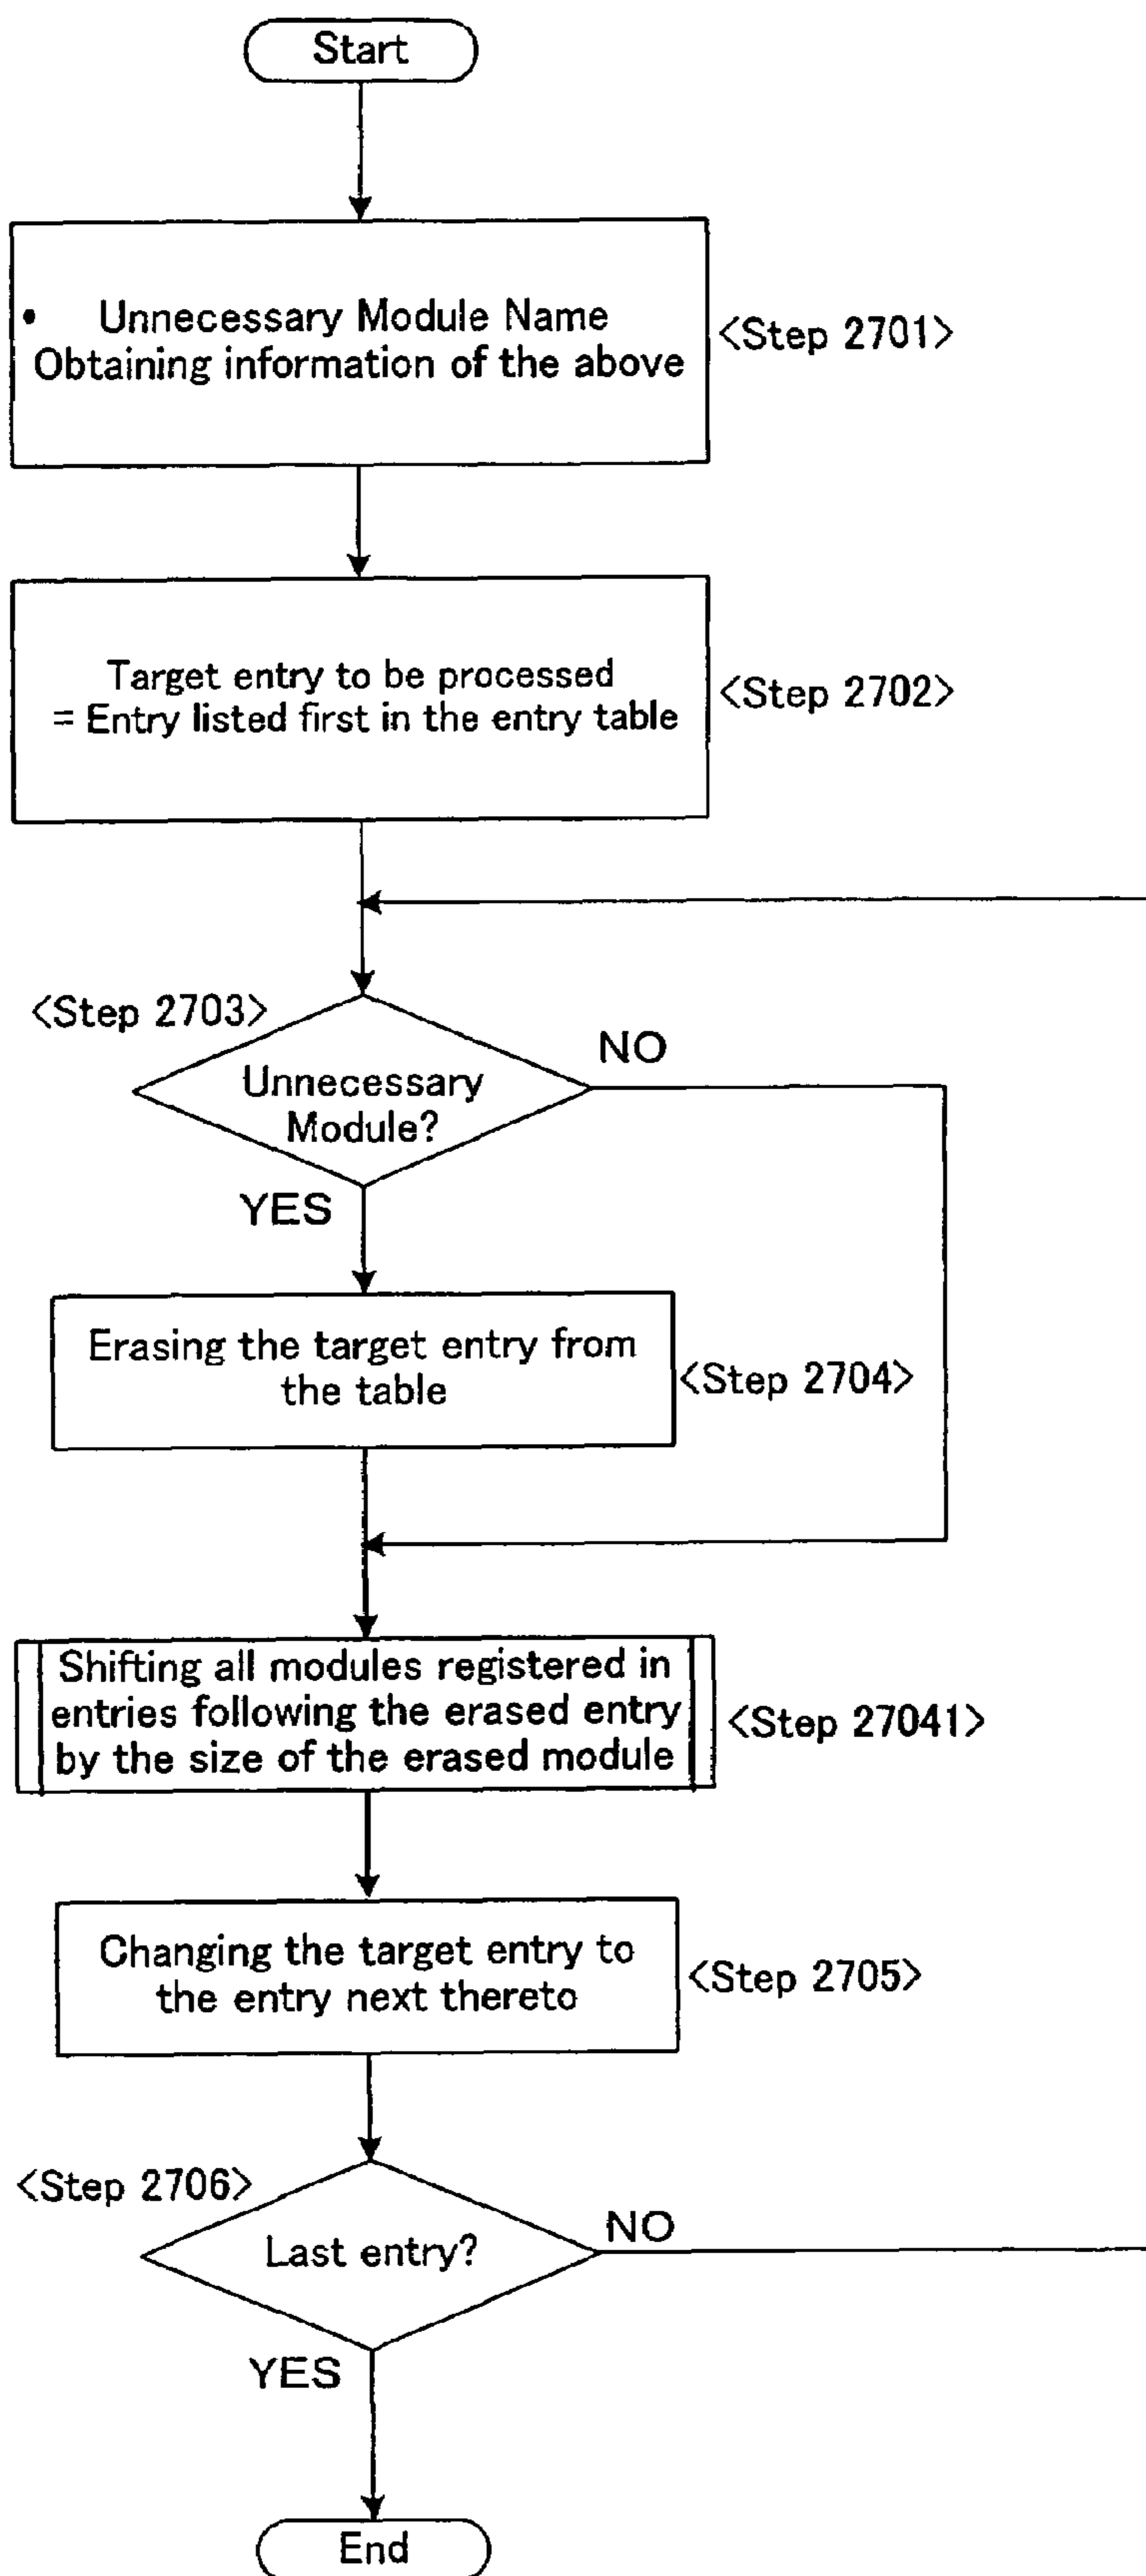 Start
• Unnecessary Module Name
Obtaining information of the above
<Step 2701>
Target entry to be processed
= Entry listed first in the entry table
<Step 2702>
<Step 2703>
Unnecessary
Module?
NO
YES
Erasing the target entry from
the table
<Step 2704>
Shifting all modules registered in
entries following the erased entry
by the size of the erased module
<Step 27041>
Changing the target entry to
the entry next thereto
<Step 2705>
<Step 2706>
Last entry?
NO
YES
End